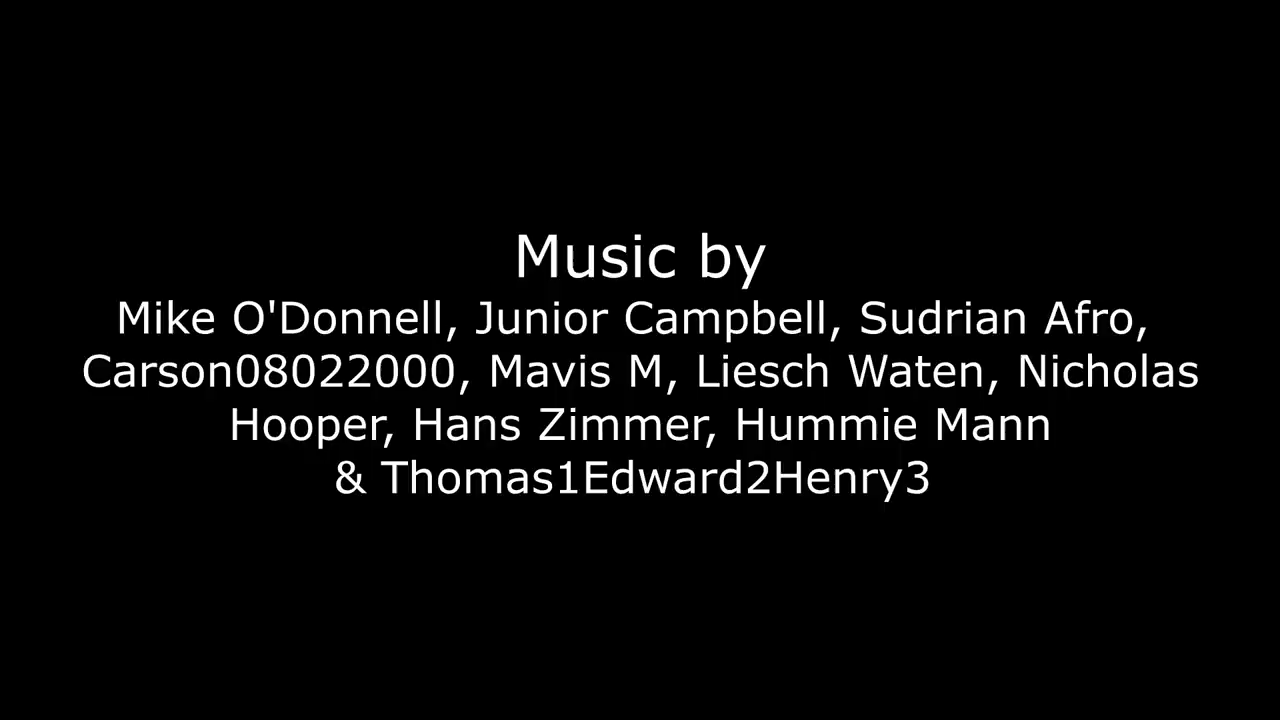 Music by
Mike O'Donnell, Junior Campbell, Sudrian Afro,
Carson08022000, Mavis M, Liesch Waten, Nicholas
Hooper, Hans Zimmer, Hummie Mann
& Thomas1Edward2Henry3